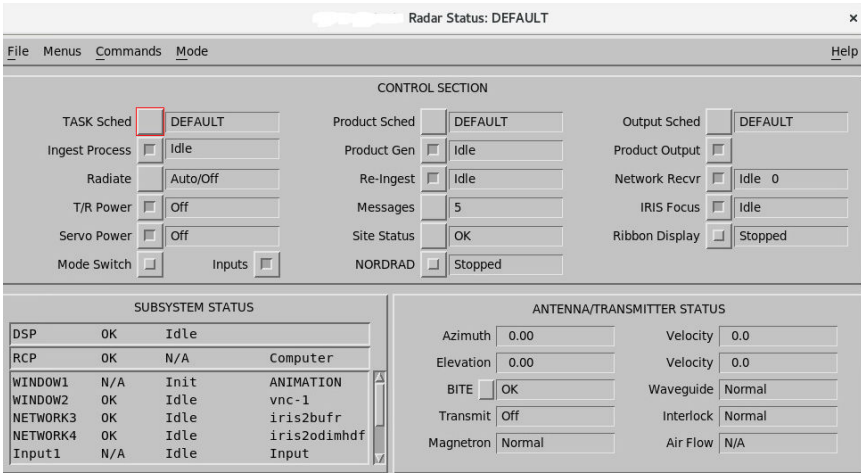 Radar Status: DEFAULT ×
File Menus Commands Mode Help
CONTROL SECTION
TASK Sched DEFAULT Product Sched DEFAULT Output Sched DEFAULT
Ingest Process Idle Product Gen Idle Product Output
Radiate Auto/Off Re-Ingest Idle Network Recvr Idle 0
T/R Power Off Messages 5 IRIS Focus Idle
Servo Power Off Site Status OK Ribbon Display Stopped
Mode Switch Inputs NORDRAD Stopped
SUBSYSTEM STATUS
DSP OK Idle
RCP OK N/A Computer
WINDOW1 N/A Init ANIMATION
WINDOW2 OK Idle vnc-1
NETWORK3 OK Idle iris2bufr
NETWORK4 OK Idle iris2odimhdf
Input1 N/A Idle Input
ANTENNA/TRANSMITTER STATUS
Azimuth 0.00 Velocity 0.0
Elevation 0.00 Velocity 0.0
BITE OK Waveguide Normal
Transmit Off Interlock Normal
Magnetron Normal Air Flow N/A